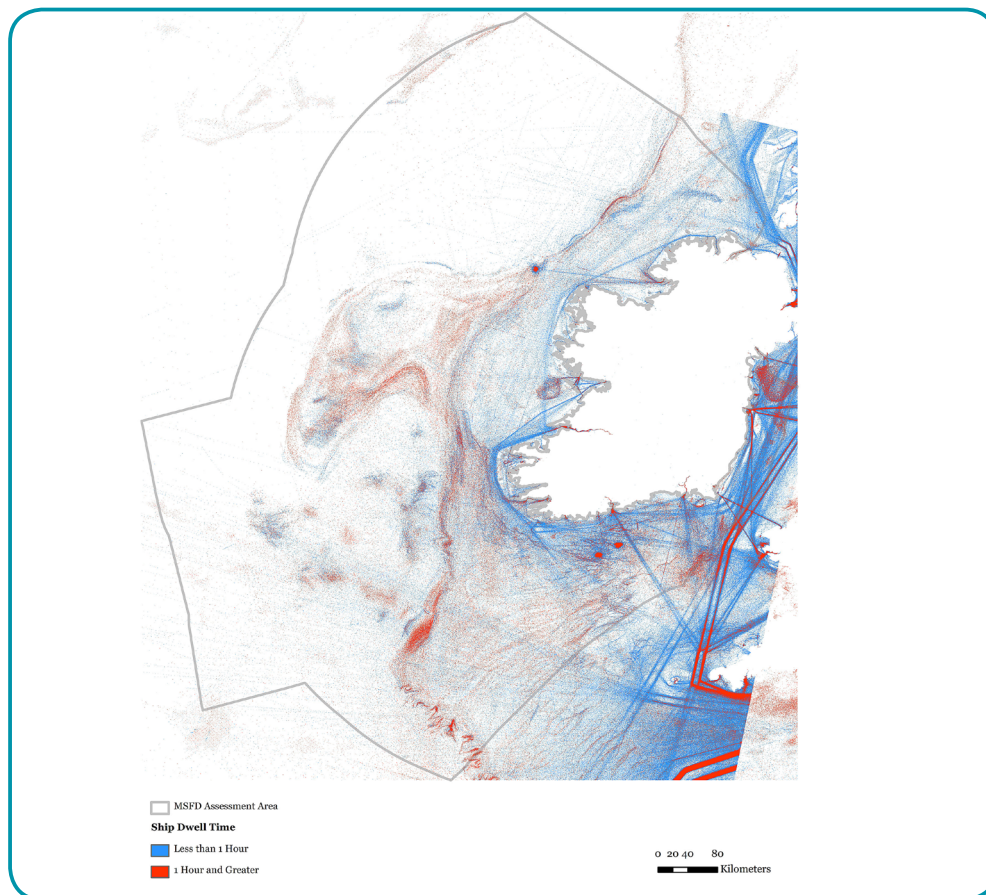 MSFD Assessment Area
Ship Dwell Time
Less than 1 Hour
1 Hour and Greater
0 20 40 80
Kilometers